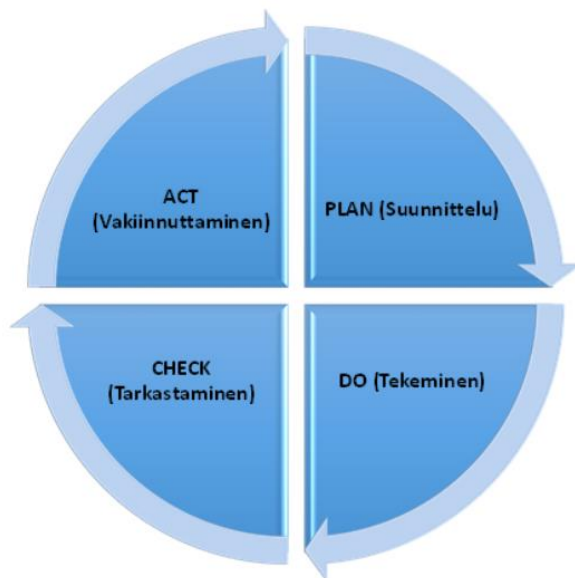 ACT
(Vakiinnuttaminen)
PLAN (Suunnittelu)
CHECK
(Tarkastaminen)
DO (Tekeminen)